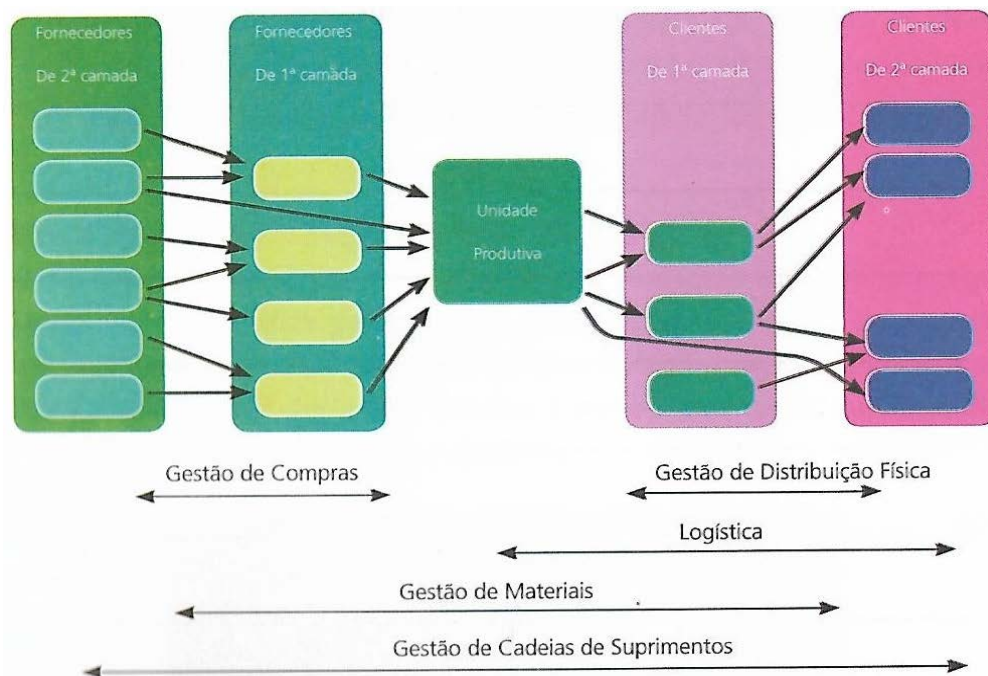 Fornecedores
De 2ª camada
Fornecedores
De 1ª camada
Unidade
Produtiva
Clientes
De 1ª camada
Clientes
De 2ª camada
Gestão de Compras
Gestão de Distribuição Física
Logística
Gestão de Materiais
Gestão de Cadeias de Suprimentos